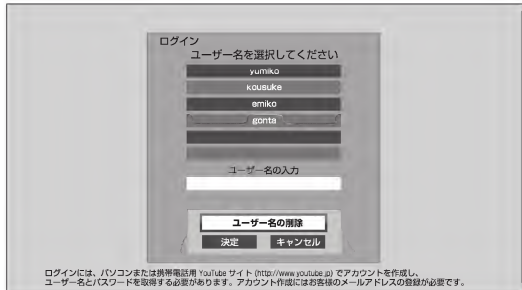 ログイン
ユーザー名を選択してください
yumiko
kousuke
emiko
gonta
ユーザー名の入力
ユーザー名の削除
決定 キャンセル
ログインには、パソコンまたは携帯電話用 YouTube サイト (http://www.youtube.jp) でアカウントを作成し、
ユーザー名とパスワードを取得する必要があります。アカウント作成にはお客様のメールアドレスの登録が必要です。